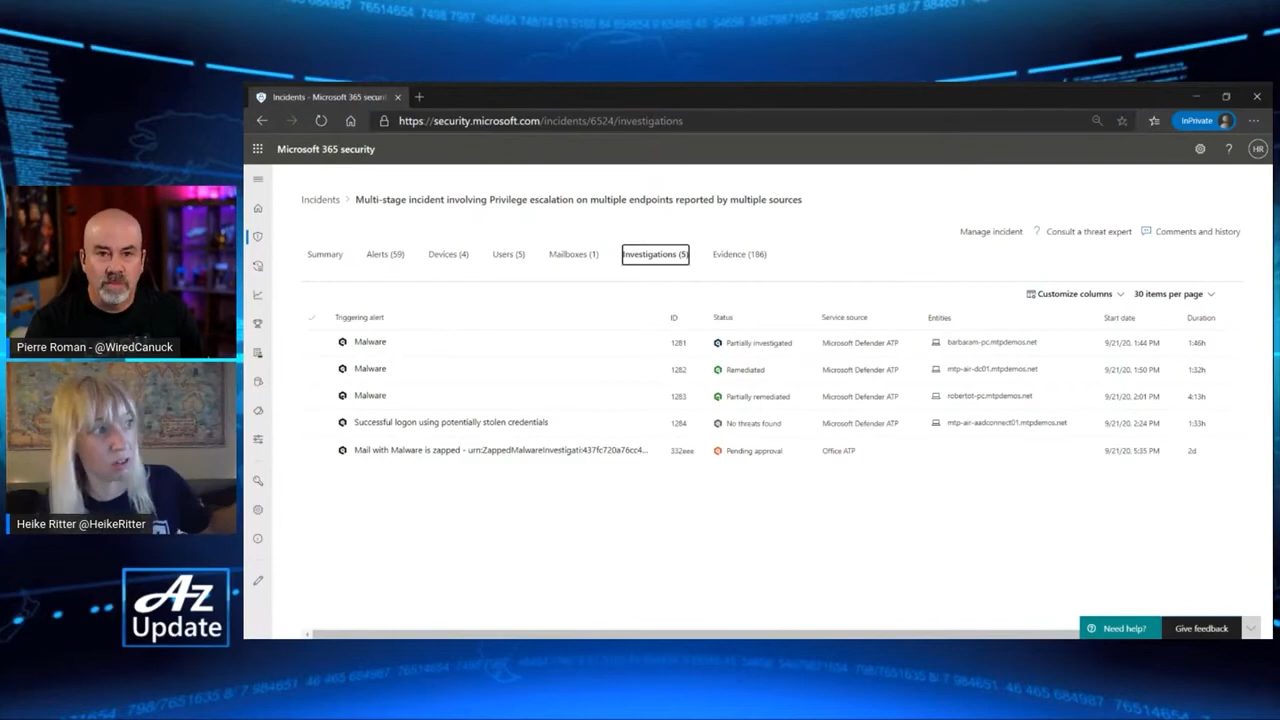 Incidents - Microsoft 365 securi
https://security.microsoft.com/incidents/6524/investigations
InPrivate
Microsoft 365 security
HR
Incidents > Multi-stage incident involving Privilege escalation on multiple endpoints reported by multiple sources
Manage incident ? Consult a threat expert Comments and history
Summary Alerts (59) Devices (4) Users (5) Mailboxes (1) Investigations (5) Evidence (186)
Customize columns 30 items per page
Triggering alert ID Status Service source Entities Start date Duration
Malware 1281 Partially investigated Microsoft Defender ATP barbaram-pc.mtpdemos.net 9/21/20, 1:44 PM 1:46h
Malware 1282 Remediated Microsoft Defender ATP mtp-air-dc01.mtpdemos.net 9/21/20, 1:50 PM 1:32h
Malware 1283 Partially remediated Microsoft Defender ATP robertot-pc.mtpdemos.net 9/21/20, 2:01 PM 4:13h
Successful logon using potentially stolen credentials 1284 No threats found Microsoft Defender ATP mtp-air-aadconnect01.mtpdemos.net 9/21/20, 2:24 PM 1:33h
Mail with Malware is zapped - urn:ZappedMalwareInvestigati:437fc720a76cc4... 332eee Pending approval Office ATP 9/21/20, 5:35 PM 2d
Need help? Give feedback
Pierre Roman - @WiredCanuck
Heike Ritter @HeikeRitter
Az
Update